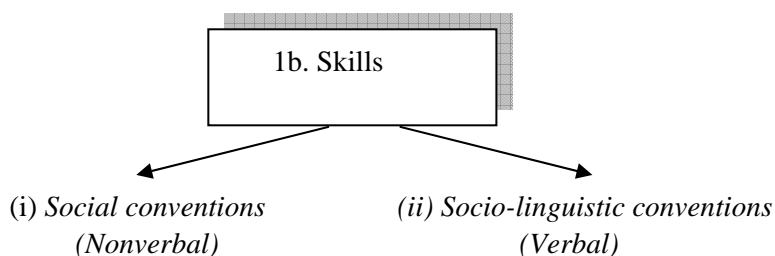 1b. Skills
(i) Social conventions (ii) Socio-linguistic conventions
(Nonverbal) (Verbal)